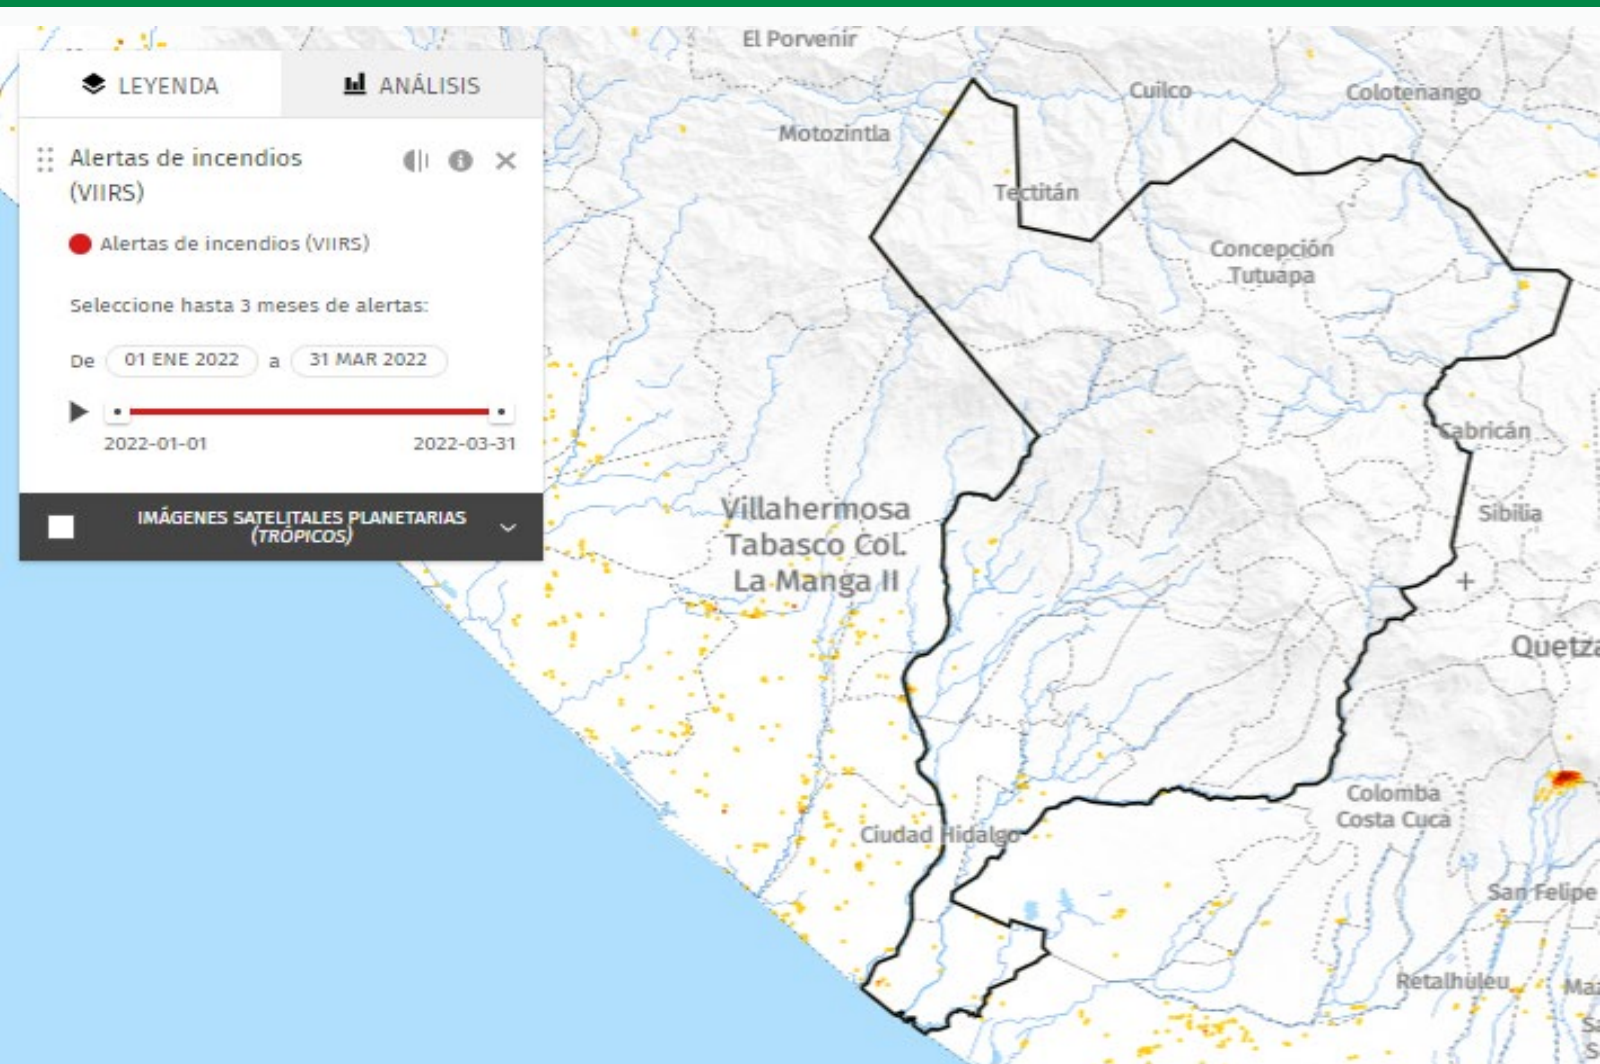 LEYENDA
ANÁLISIS
Alertas de incendios
(VIIRS)
Alertas de incendios (VIIRS)
Seleccione hasta 3 meses de alertas:
De 01 ENE 2022 a 31 MAR 2022
2022-01-01
2022-03-31
IMÁGENES SATELITALES PLANETARIAS
(TRÓPICOS)
El Porvenir
Cuilco
Colotenango
Motozintla
Tectitán
Concepción
Tutuapa
Cabricán
Sibilia
Villahermosa
Tabasco Col.
La Manga II
Quetza
Colomba
Costa Cuca
Ciudad Hidalgo
San Felipe
Retalhuleu
Maz
Sa
S